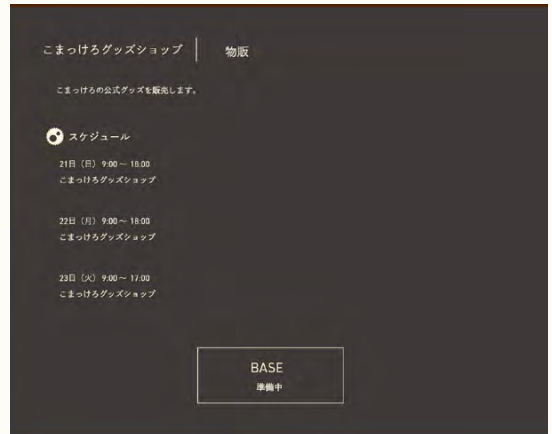 こまっけろグッズショップ 物販
こまっけろの公式グッズを販売します。
スケジュール
21日（日） 9:00～ 18:00
こまっけろグッズショップ
22日（月） 9:00～ 18:00
こまっけろグッズショップ
23日（火） 9:00～ 17:00
こまっけろグッズショップ
BASE
準備中